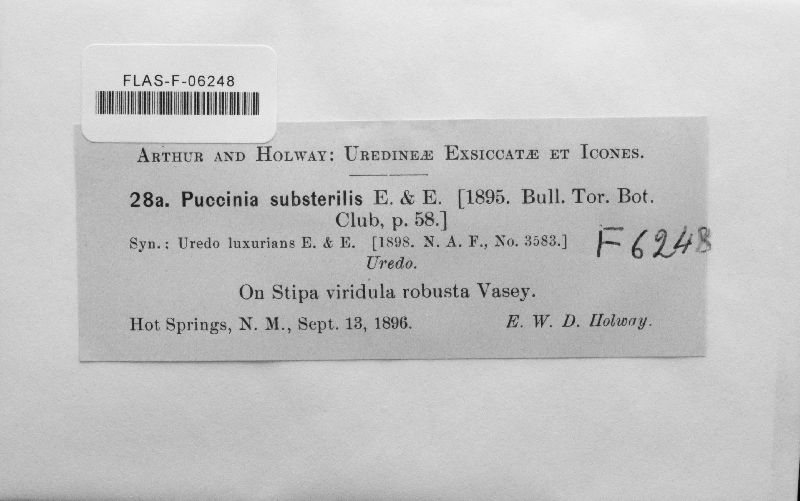 FLAS-F-06248
ARTHUR AND HOLWAY: UREDINEÆ EXSICCATÆ ET ICONES.
28a. Puccinia substerilis E. & E. [1895. Bull. Tor. Bot.
Club, p. 58.]
Syn.: Uredo luxurians E. & E. [1898. N. A. F., No. 3583.]
F 6248
Uredo.
On Stipa viridula robusta Vasey.
Hot Springs, N. M., Sept. 13, 1896. E. W. D. Holway.